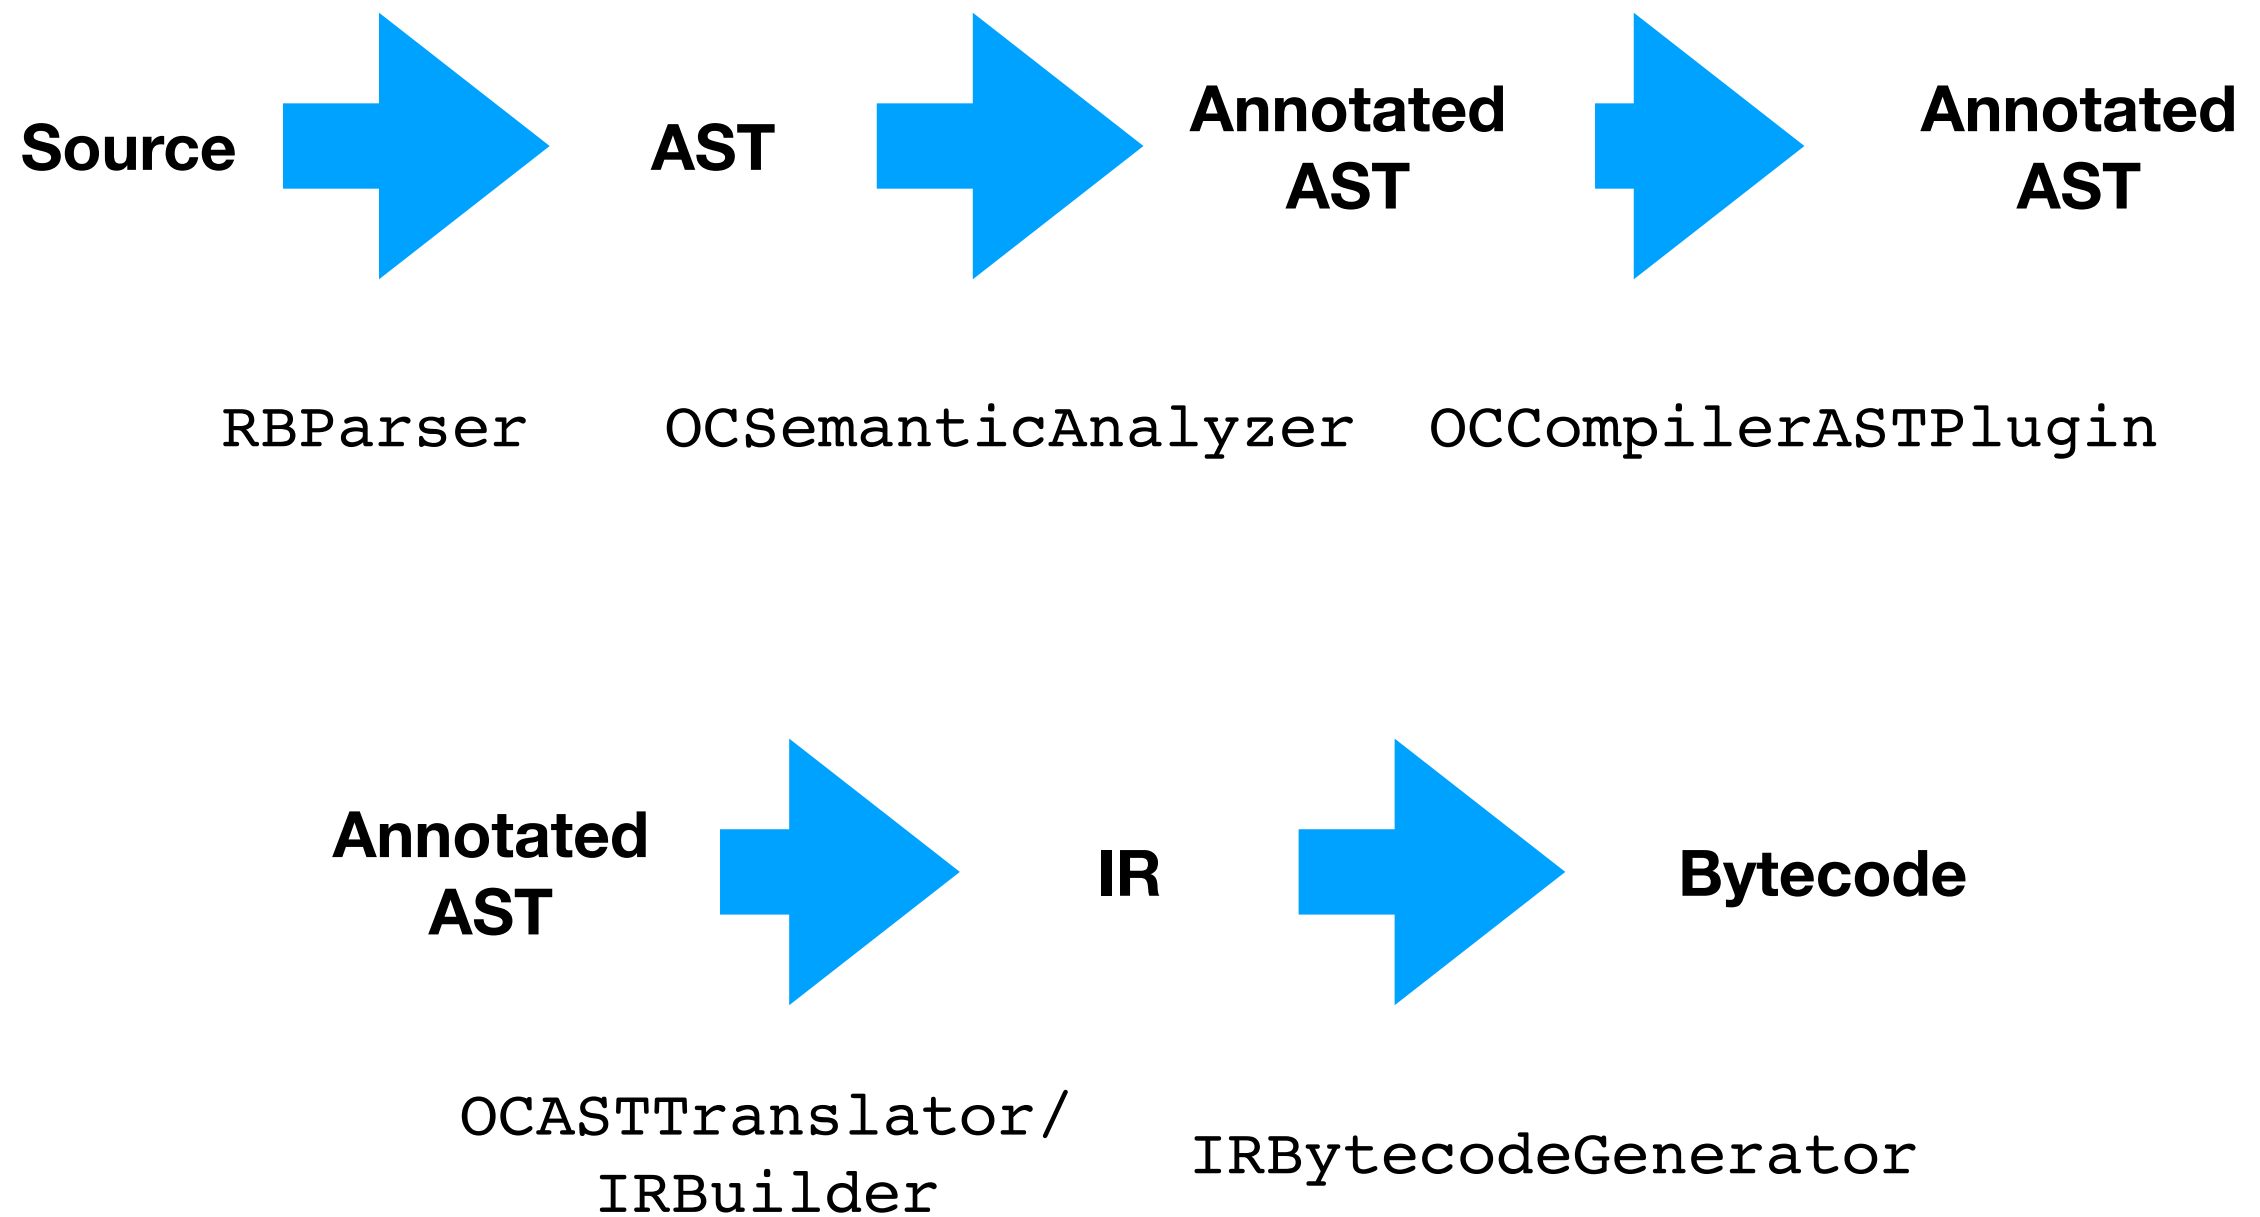 Source
AST
Annotated
AST
Annotated
AST
RBParser
OCSemanticAnalyzer
OCCompilerASTPlugin
Annotated
AST
IR
Bytecode
OCASTTranslator/
IRBuilder
IRBytecodeGenerator